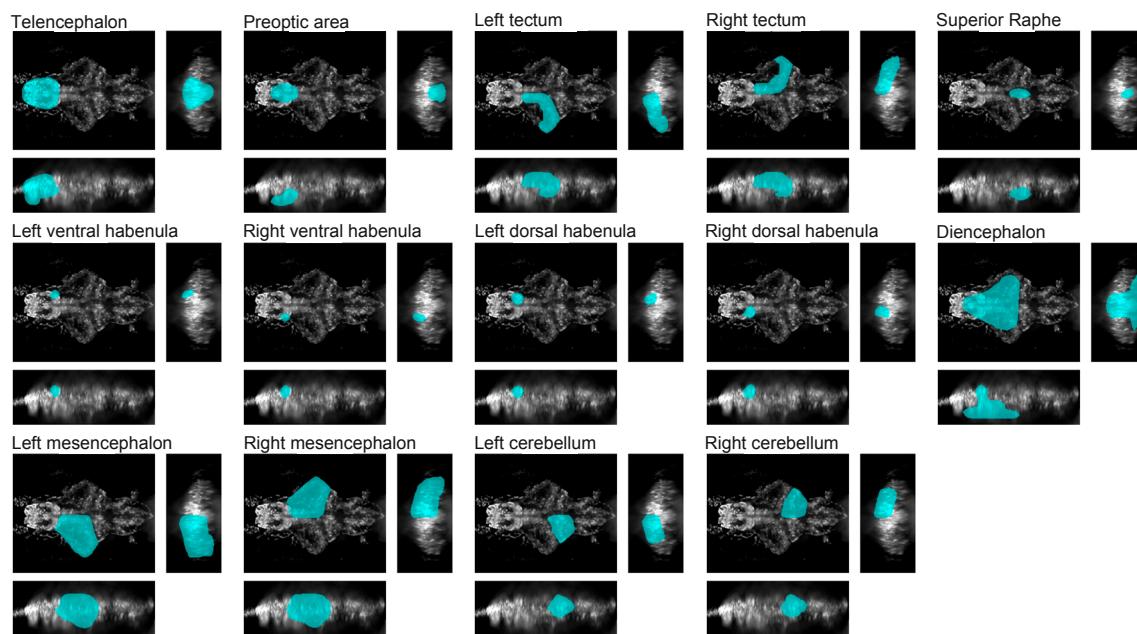 Telencephalon
Preoptic area
Left tectum
Right tectum
Superior Raphe
Left ventral habenula
Right ventral habenula
Left dorsal habenula
Right dorsal habenula
Diencephalon
Left mesencephalon
Right mesencephalon
Left cerebellum
Right cerebellum